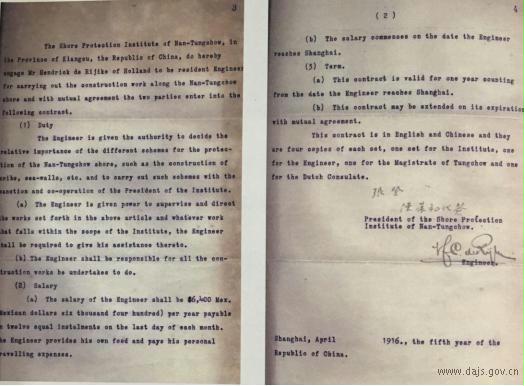 3
The Shore Protection Institute of Nan-Tungchow, in
the Province of Kiangsu, the Republic of China, do hereby
engage Mr Hendrick de Rijke of Holland to be resident Engineer
for carrying out the construction work along the Nan-Tungchow
shore and with mutual agreement the two parties enter into the
following contract.
(1) Duty
The Engineer is given the authority to decide the
relative importance of the different schemes for the protec-
tion of the Nan-Tungchow shore, such as the construction of
cribs, sea-walls, etc. and to carry out such schemes with the
sanction and co-operation of the President of the Institute.
(a) The Engineer is given power to supervise and direct
the works set forth in the above article and whatever work
that falls within the scope of the Institute, the Engineer
shall be required to give his assistance thereto.
(b) The Engineer shall be responsible for all the con-
truction works he undertakes to do.
(2) Salary
(a) The salary of the Engineer shall be $6,400 Mex.
Mexican dollars six thousand four hundred) per year payable
in twelve equal instalments on the last day of each month.
The Engineer provides his own food and pays his personal
travelling expenses.
4
(2)
(b) The salary commences on the date the Engineer
reaches Shanghai.
(3) Term.
(a) This contract is valid for one year counting
from the date the Engineer reaches Shanghai.
(b) This contract may be extended on its expiration
with mutual agreement.
This contract is in English and Chinese and they
are four copies of each set, one set for the Institute, one
for the Engineer, one for the Magistrate of Tungchow and one
for the Dutch Consulate.
張謇
President of the Shore Protection
Institute of Nan-Tungchow.
Engineer.
Shanghai, April 1916., the fifth year of the
Republic of China.
www.dajs.gov.cn